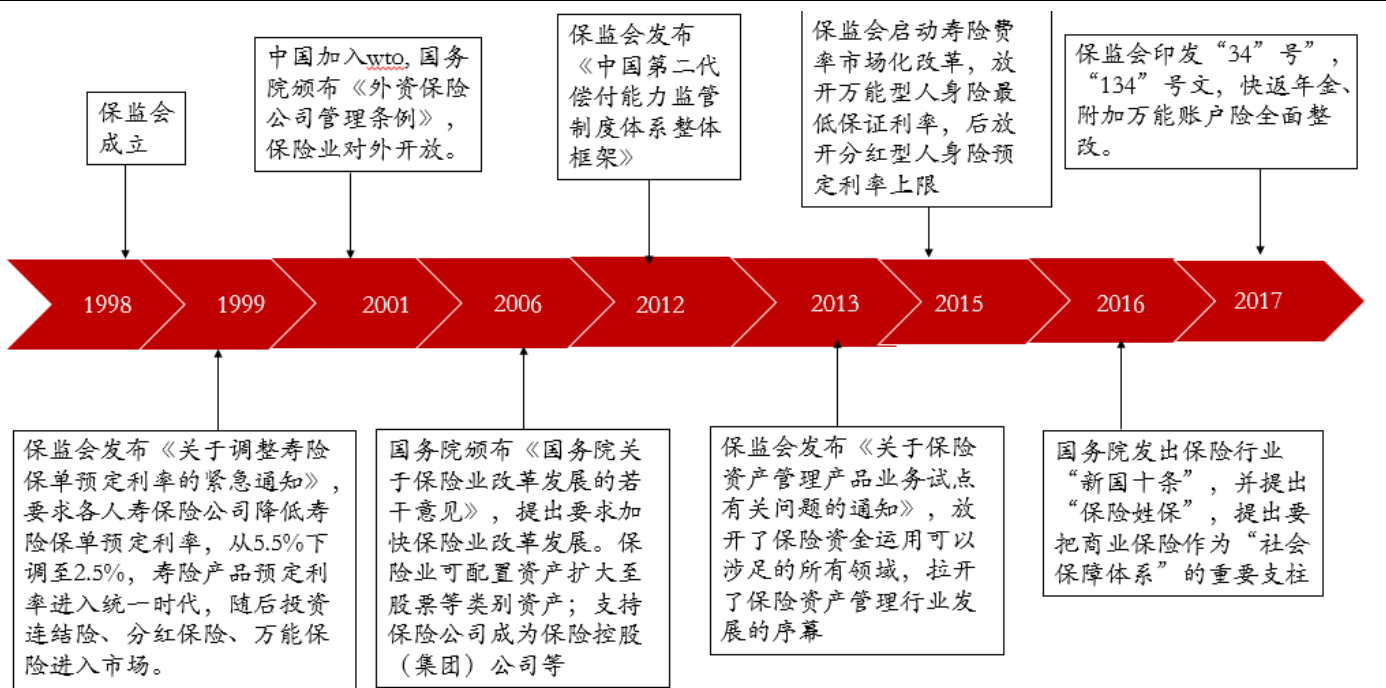 保监会
成立
中国加入wto, 国务
院颁布《外资保险
公司管理条例》，
保险业对外开放。
保监会发布
《中国第二代
偿付能力监管
制度体系整体
框架》
保监会启动寿险费
率市场化改革，放
开万能型人身险最
低保证利率，后放
开分红型人身险预
定利率上限
保监会印发“34”号”，
“134”号文，快返年金、
附加万能账户险全面整
改。
1998
1999
2001
2006
2012
2013
2015
2016
2017
保监会发布《关于调整寿险
保单预定利率的紧急通知》，
要求各人寿保险公司降低寿
险保单预定利率，从5.5%下
调至2.5%，寿险产品预定利
率进入统一时代，随后投资
连结险、分红保险、万能保
险进入市场。
国务院颁布《国务院关
于保险业改革发展的若
干意见》，提出要求加
快保险业改革发展。保
险业可配置资产扩大至
股票等类别资产；支持
保险公司成为保险控股
（集团）公司等
保监会发布《关于保险
资产管理产品业务试点
有关问题的通知》，放
开了保险资金运用可以
涉足的所有领域，拉开
了保险资产管理行业发
展的序幕
国务院发出保险行业
“新国十条”，并提出
“保险姓保”，提出要
把商业保险作为“社会
保障体系”的重要支柱